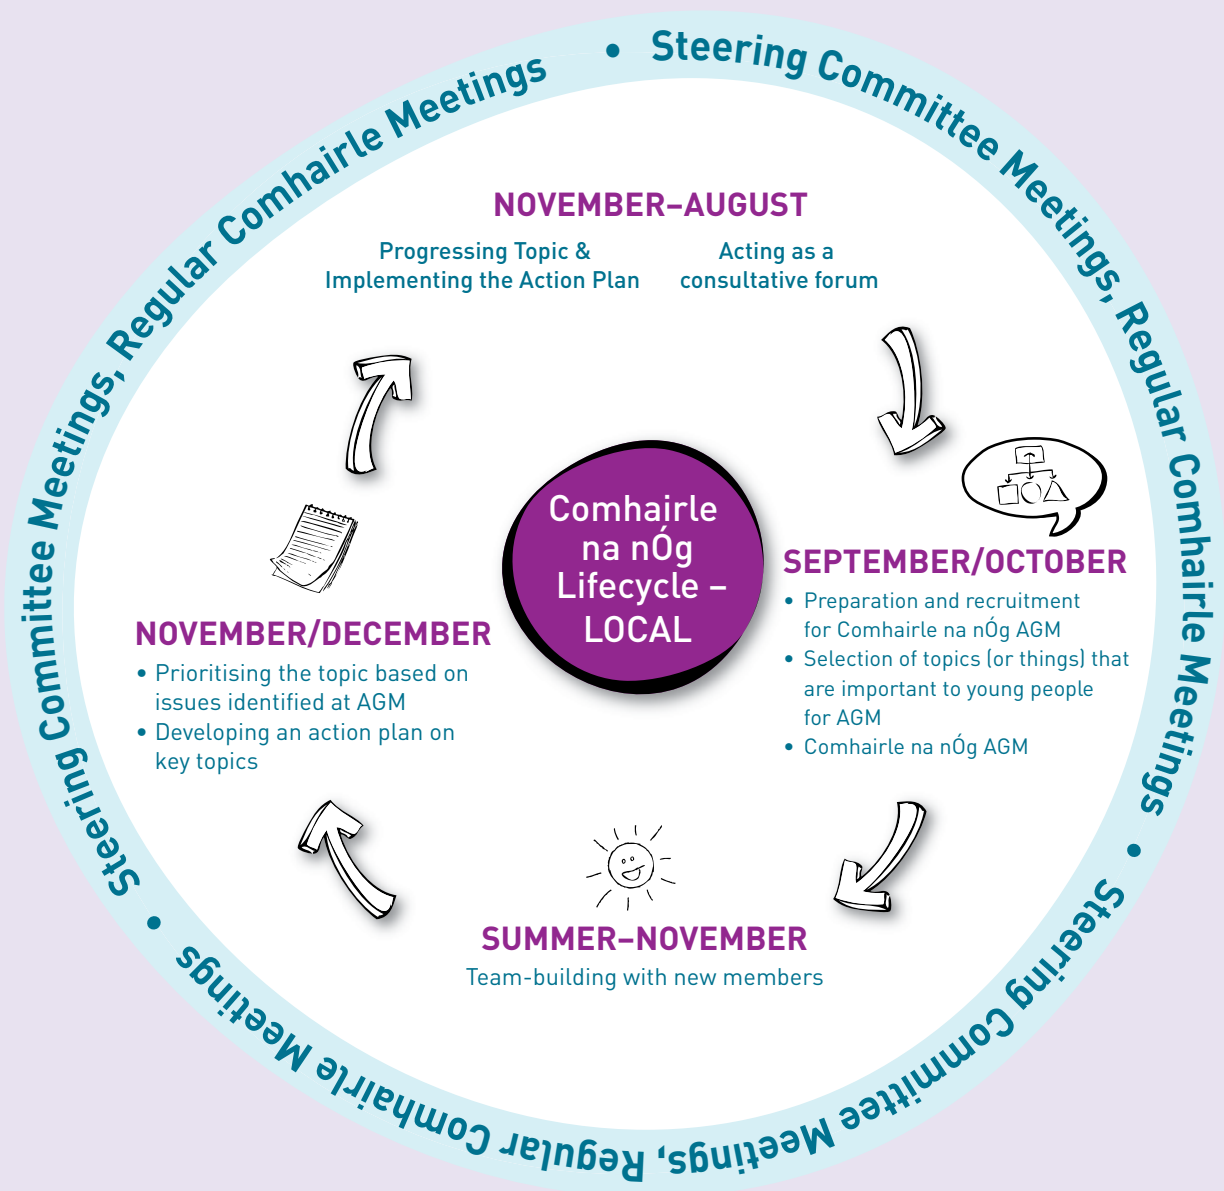 Steering Committee Meetings, Regular Comhairle Meetings •
Steering Committee Meetings, Regular Comhairle Meetings •
Steering Committee Meetings, Regular Comhairle Meetings •
NOVEMBER–AUGUST
Progressing Topic &
Implementing the Action Plan
Acting as a
consultative forum
SEPTEMBER/OCTOBER
• Preparation and recruitment
for Comhairle na nÓg AGM
• Selection of topics (or things) that
are important to young people
for AGM
• Comhairle na nÓg AGM
SUMMER–NOVEMBER
Team-building with new members
NOVEMBER/DECEMBER
• Prioritising the topic based on
issues identified at AGM
• Developing an action plan on
key topics
Comhairle
na nÓg
Lifecycle –
LOCAL